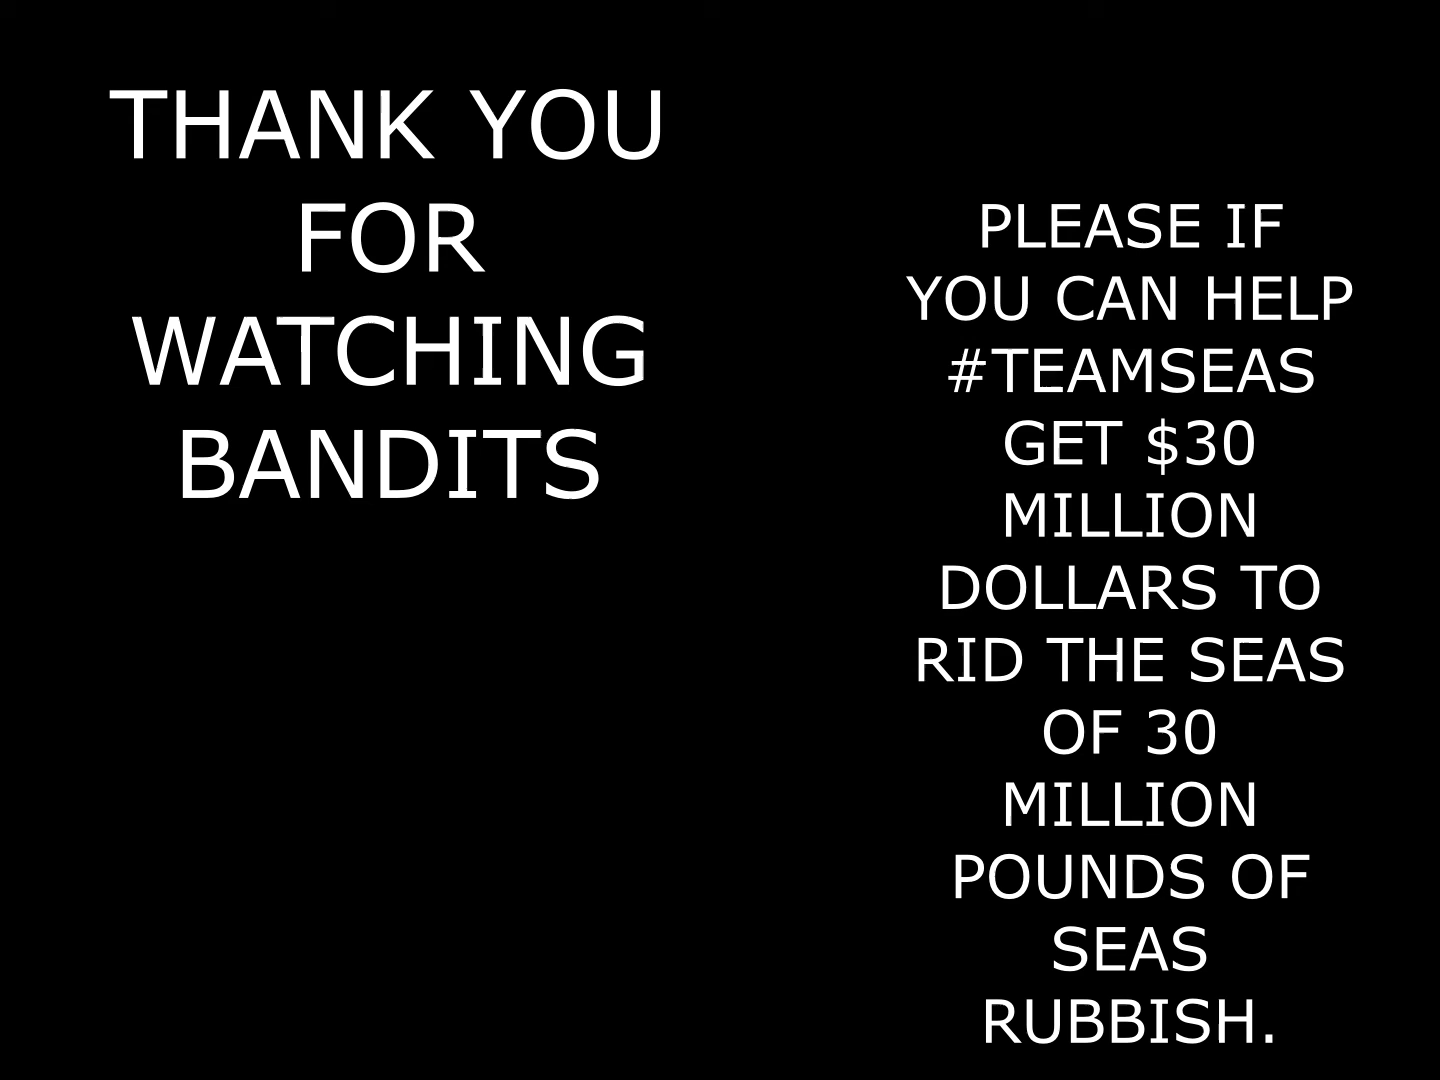 THANK YOU
FOR
WATCHING
BANDITS
PLEASE IF
YOU CAN HELP
#TEAMSEAS
GET $30
MILLION
DOLLARS TO
RID THE SEAS
OF 30
MILLION
POUNDS OF
SEAS
RUBBISH.